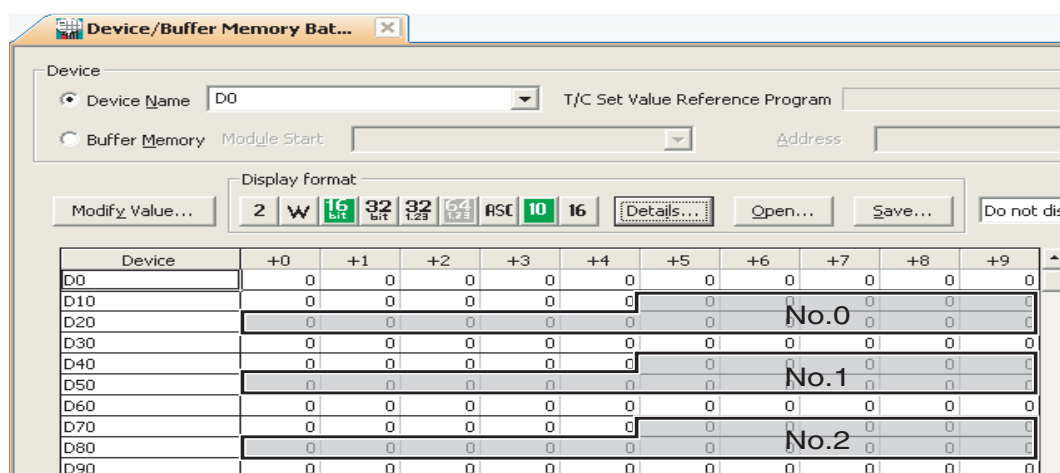 Device/Buffer Memory Bat...
Device
Device Name D0 T/C Set Value Reference Program
Buffer Memory Module Start Address
Display format
Modify Value... 2 W 16 bit 32 bit 32 1.23 64 1.23 ASC 10 16 Details... Open... Save... Do not dis
Device +0 +1 +2 +3 +4 +5 +6 +7 +8 +9
D0 0 0 0 0 0 0 0 0 0 0
D10 0 0 0 0 0 0 0 0 0 0
No.0
D20 0 0 0 0 0 0 0 0 0 0
D30 0 0 0 0 0 0 0 0 0 0
D40 0 0 0 0 0 0 0 0 0 0
No.1
D50 0 0 0 0 0 0 0 0 0 0
D60 0 0 0 0 0 0 0 0 0 0
D70 0 0 0 0 0 0 0 0 0 0
No.2
D80 0 0 0 0 0 0 0 0 0 0
D90 0 0 0 0 0 0 0 0 0 0